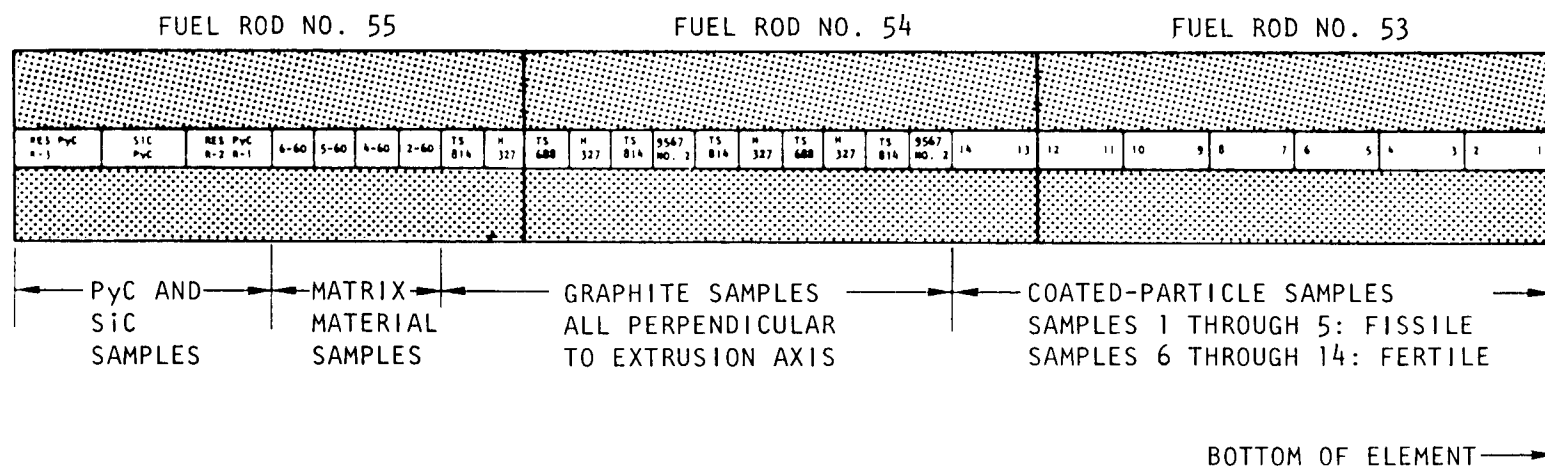 FUEL ROD NO. 55 FUEL ROD NO. 54 FUEL ROD NO. 53
RES PyC R-3
SiC PyC
RES PyC R-2 R-1
6-60
5-60
4-60
2-60
TS 814
H 327
TS 688
H 327
TS 814
9567 NO. 2
TS 814
H 327
TS 688
H 327
TS 814
9567 NO. 2
14 13
12 11
10 9
8 7
6 5
4 3
2 1
PyC AND
SiC
SAMPLES
MATRIX
MATERIAL
SAMPLES
GRAPHITE SAMPLES
ALL PERPENDICULAR
TO EXTRUSION AXIS
COATED-PARTICLE SAMPLES
SAMPLES 1 THROUGH 5: FISSILE
SAMPLES 6 THROUGH 14: FERTILE
BOTTOM OF ELEMENT